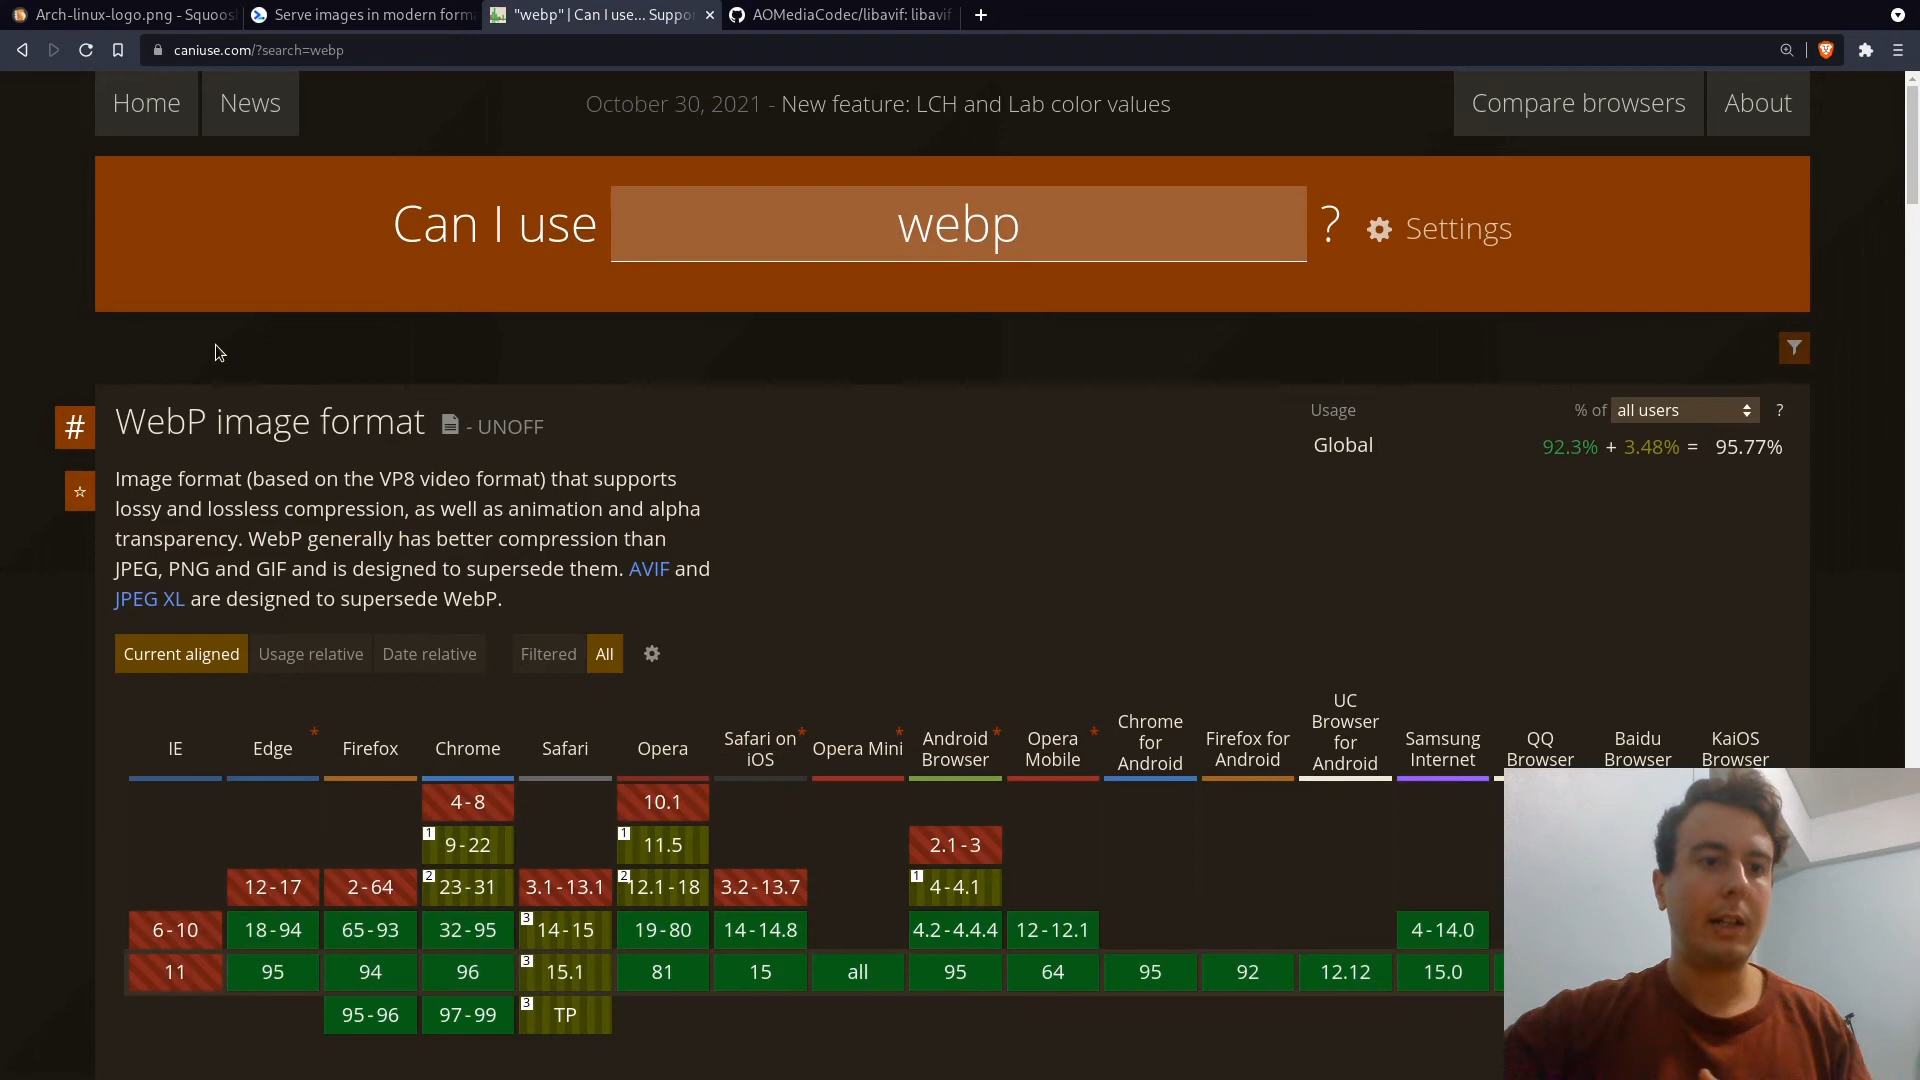 Arch-linux-logo.png - Squoos
Serve images in modern form
"webp" | Can I use... Suppo
AOMediaCodec/libavif: libavif
caniuse.com/?search=webp
Home
News
October 30, 2021 - New feature: LCH and Lab color values
Compare browsers
About
Can I use
webp
?
Settings
#
WebP image format
- UNOFF
Usage
% of
all users
?
Global
92.3% + 3.48% = 95.77%
Image format (based on the VP8 video format) that supports
lossy and lossless compression, as well as animation and alpha
transparency. WebP generally has better compression than
JPEG, PNG and GIF and is designed to supersede them. AVIF and
JPEG XL are designed to supersede WebP.
Current aligned
Usage relative
Date relative
Filtered
All
IE
Edge *
Firefox
Chrome
Safari
Opera
Safari on *
iOS
Opera Mini *
Android *
Browser
Opera *
Mobile
Chrome
for
Android
Firefox for
Android
UC
Browser
for
Android
Samsung
Internet
QQ
Browser
Baidu
Browser
KaiOS
Browser
4-8
10.1
1 9-22
1 11.5
2.1-3
12-17
2-64
2 23-31
3.1-13.1
2 12.1-18
3.2-13.7
1 4-4.1
6-10
18-94
65-93
32-95
3 14-15
19-80
14-14.8
4.2-4.4.4
12-12.1
4-14.0
11
95
94
96
3 15.1
81
15
all
95
64
95
92
12.12
15.0
95-96
97-99
3 TP